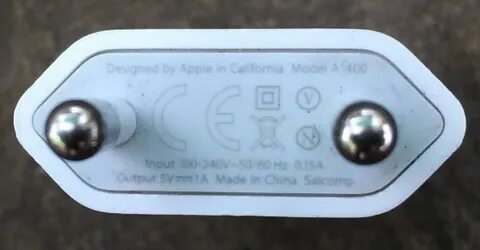 Designed by Apple in California Model A1400
CE
V
N
Input 100-240V~50/60 Hz 0.15A
Output 5V⎓1A Made in China Salcomp